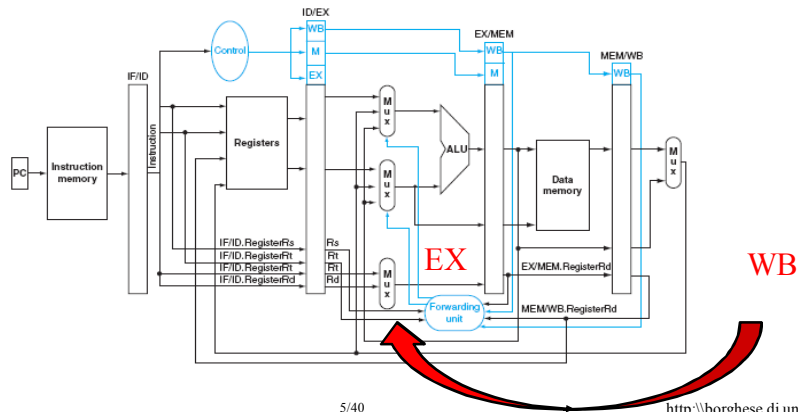 ID/EX
WB
EX/MEM
Control
M
WB
MEM/WB
IF/ID
EX
M
WB
Instruction
PC
Instruction
memory
Registers
M
u
x
M
u
x
ALU
Data
memory
M
u
x
IF/ID.RegisterRs Rs
IF/ID.RegisterRt Rt
IF/ID.RegisterRt Rt
IF/ID.RegisterRd Rd
M
u
x
EX
EX/MEM.RegisterRd
WB
Forwarding
unit
MEM/WB.RegisterRd
5/40
http:\\borghese.di.un